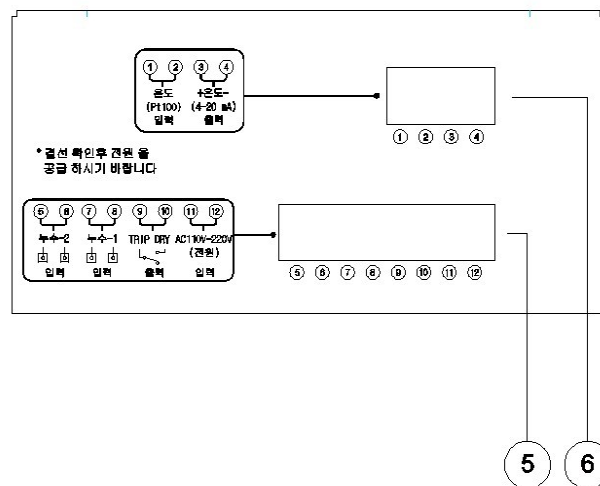 ① ② ③ ④
온도 +온도-
(Pt100) (4-20 mA)
입력 출력
① ② ③ ④
*결선 확인후 전원 을
공급 하시기 바랍니다
⑤ ⑥ ⑦ ⑧ ⑨ ⑩ ⑪ ⑫
누수-2 누수-1 TRIP DRY AC110V-220V
(전원)
입력 입력 출력 입력
⑤ ⑥ ⑦ ⑧ ⑨ ⑩ ⑪ ⑫
5 6